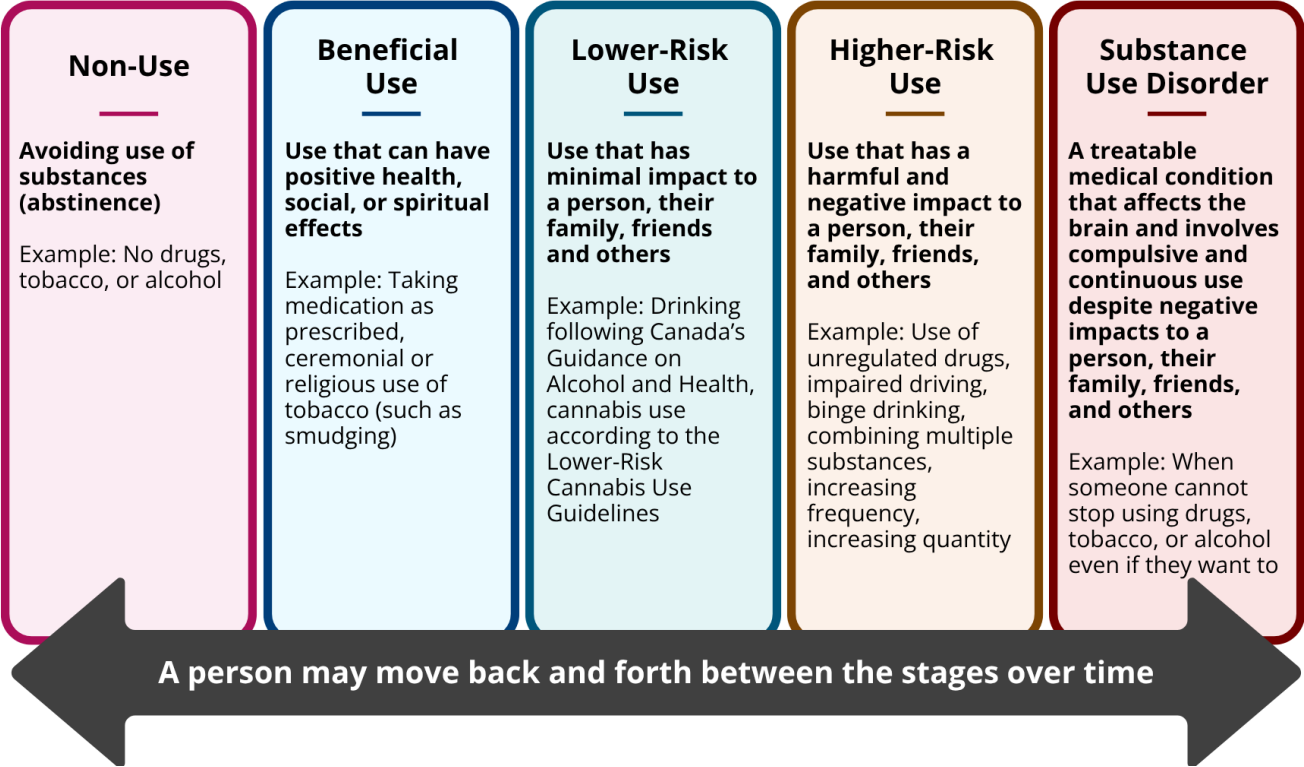 Non-Use
Avoiding use of
substances
(abstinence)
Example: No drugs,
tobacco, or alcohol
Beneficial
Use
Use that can have
positive health,
social, or spiritual
effects
Example: Taking
medication as
prescribed,
ceremonial or
religious use of
tobacco (such as
smudging)
Lower-Risk
Use
Use that has
minimal impact to
a person, their
family, friends
and others
Example: Drinking
following Canada’s
Guidance on
Alcohol and Health,
cannabis use
according to the
Lower-Risk
Cannabis Use
Guidelines
Higher-Risk
Use
Use that has a
harmful and
negative impact to
a person, their
family, friends,
and others
Example: Use of
unregulated drugs,
impaired driving,
binge drinking,
combining multiple
substances,
increasing
frequency,
increasing quantity
Substance
Use Disorder
A treatable
medical condition
that affects the
brain and involves
compulsive and
continuous use
despite negative
impacts to a
person, their
family, friends,
and others
Example: When
someone cannot
stop using drugs,
tobacco, or alcohol
even if they want to
A person may move back and forth between the stages over time